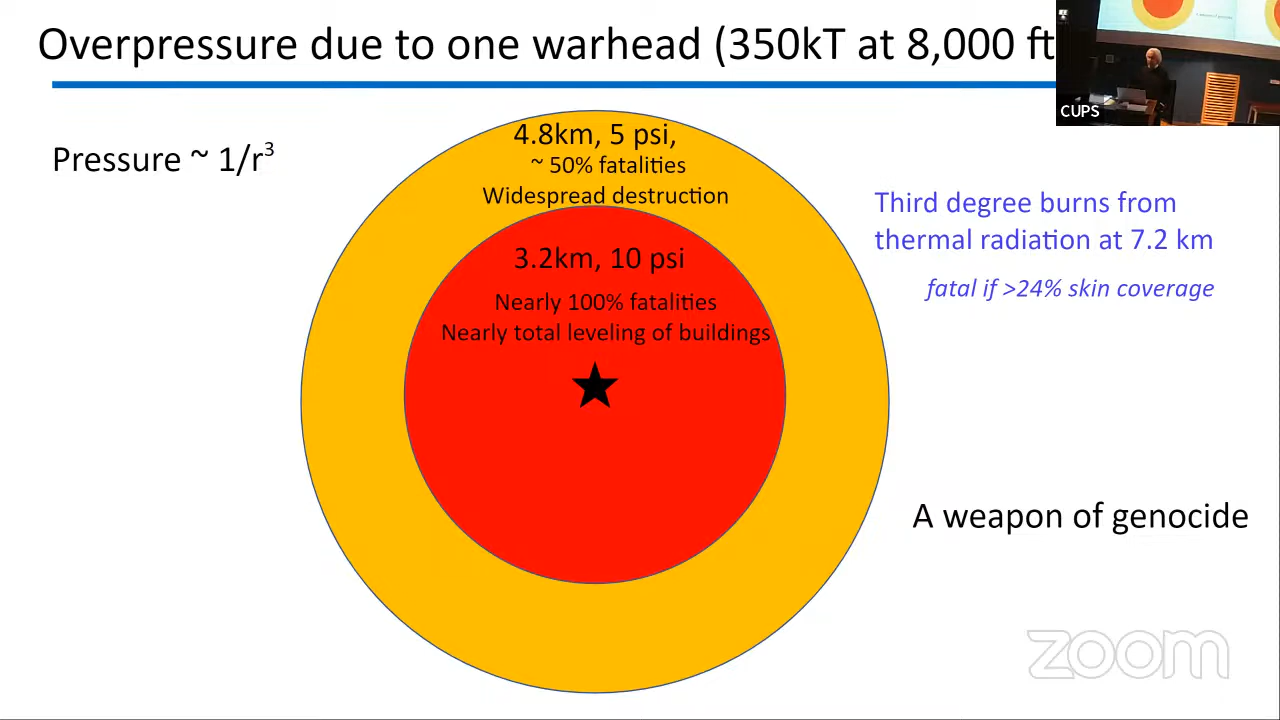 Overpressure due to one warhead (350kT at 8,000 ft
CUPS
Pressure ~ 1/r³
4.8km, 5 psi,
~ 50% fatalities
Widespread destruction
3.2km, 10 psi
Nearly 100% fatalities
Nearly total leveling of buildings
Third degree burns from
thermal radiation at 7.2 km
fatal if >24% skin coverage
A weapon of genocide
zoom